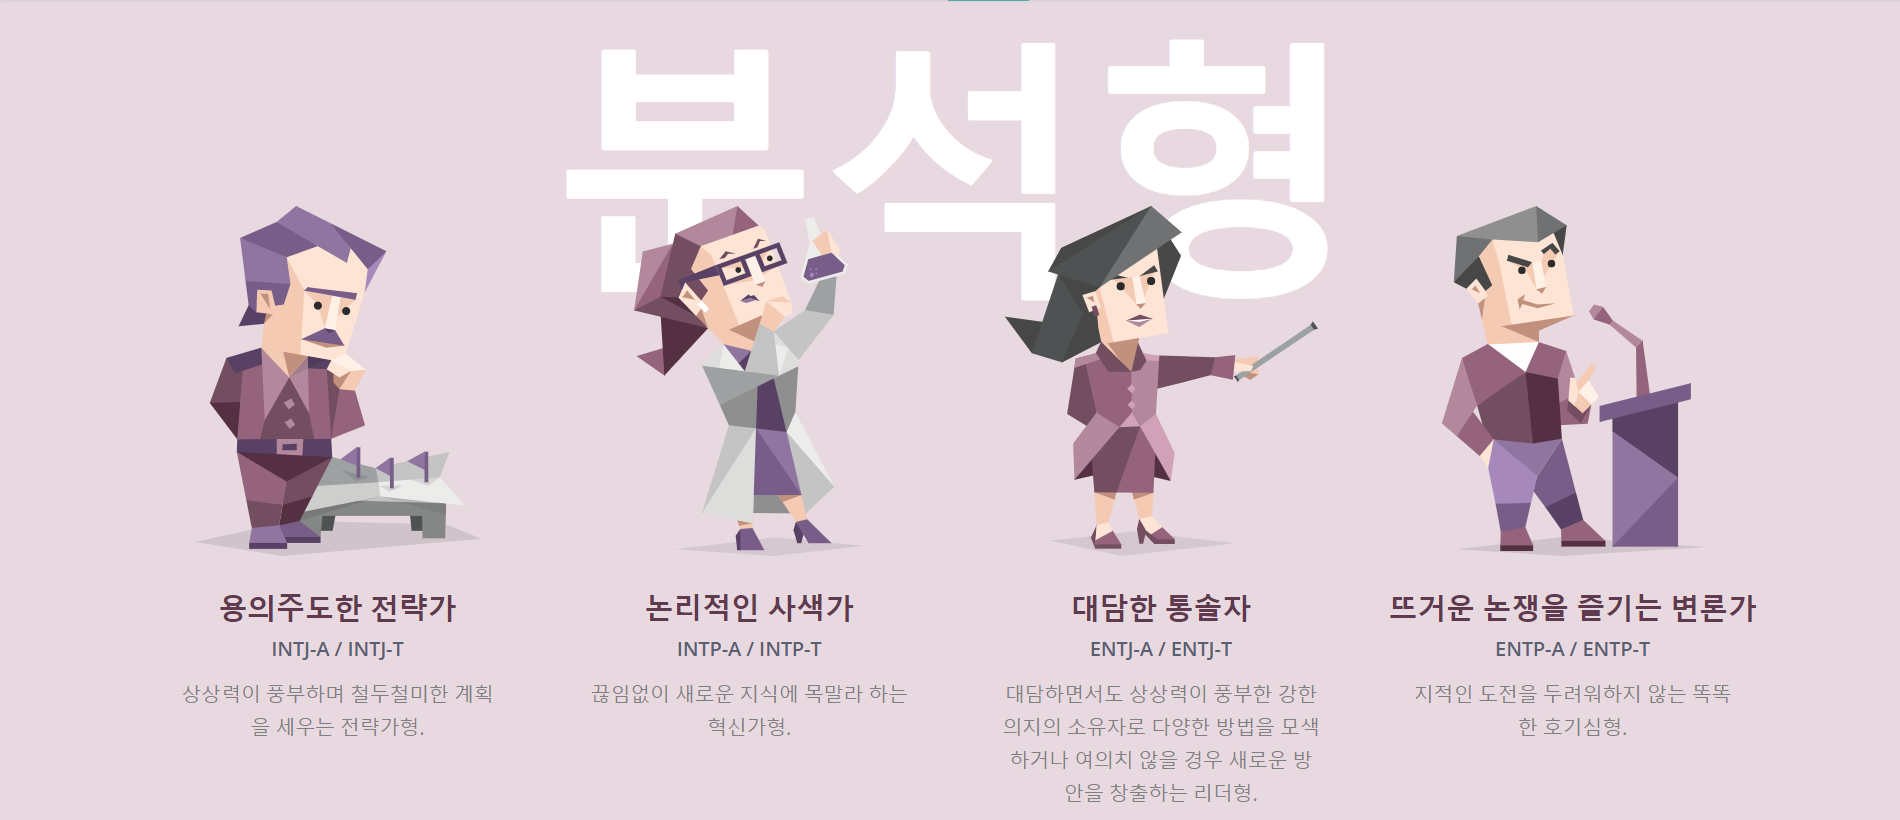 분석형
용의주도한 전략가
INTJ-A / INTJ-T
상상력이 풍부하며 철두철미한 계획
을 세우는 전략가형.
논리적인 사색가
INTP-A / INTP-T
끊임없이 새로운 지식에 목말라 하는
혁신가형.
대담한 통솔자
ENTJ-A / ENTJ-T
대담하면서도 상상력이 풍부한 강한
의지의 소유자로 다양한 방법을 모색
하거나 여의치 않을 경우 새로운 방
안을 창출하는 리더형.
뜨거운 논쟁을 즐기는 변론가
ENTP-A / ENTP-T
지적인 도전을 두려워하지 않는 똑똑
한 호기심형.